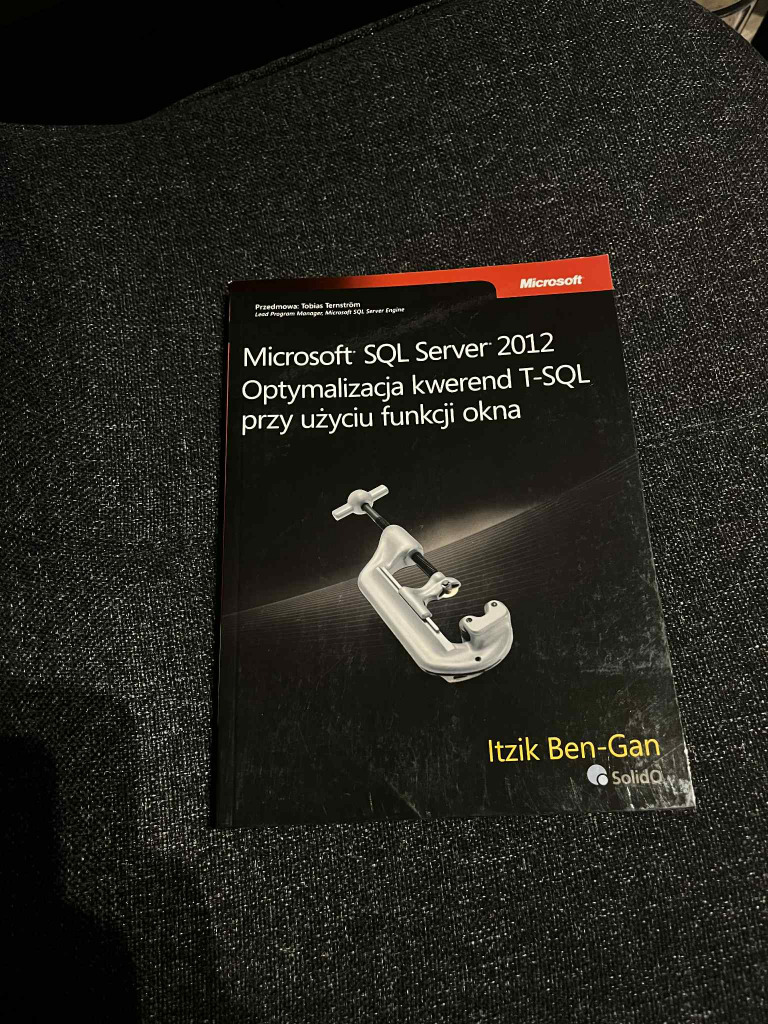 Microsoft
Przedmowa: Tobias Ternström
Lead Program Manager, Microsoft SQL Server Engine
Microsoft SQL Server 2012
Optymalizacja kwerend T-SQL
przy użyciu funkcji okna
Itzik Ben-Gan
SolidQ